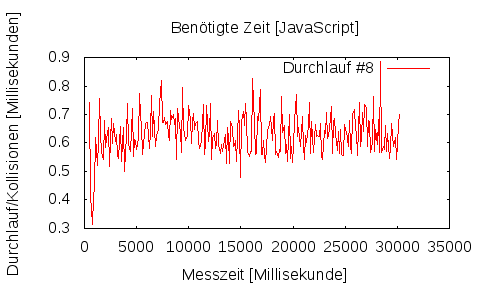 Benötigte Zeit [JavaScript]
Durchlauf/Kollisionen [Millisekunden]
0.9
0.8
0.7
0.6
0.5
0.4
0.3
Durchlauf #8
0 5000 10000 15000 20000 25000 30000 35000
Messzeit [Millisekunde]